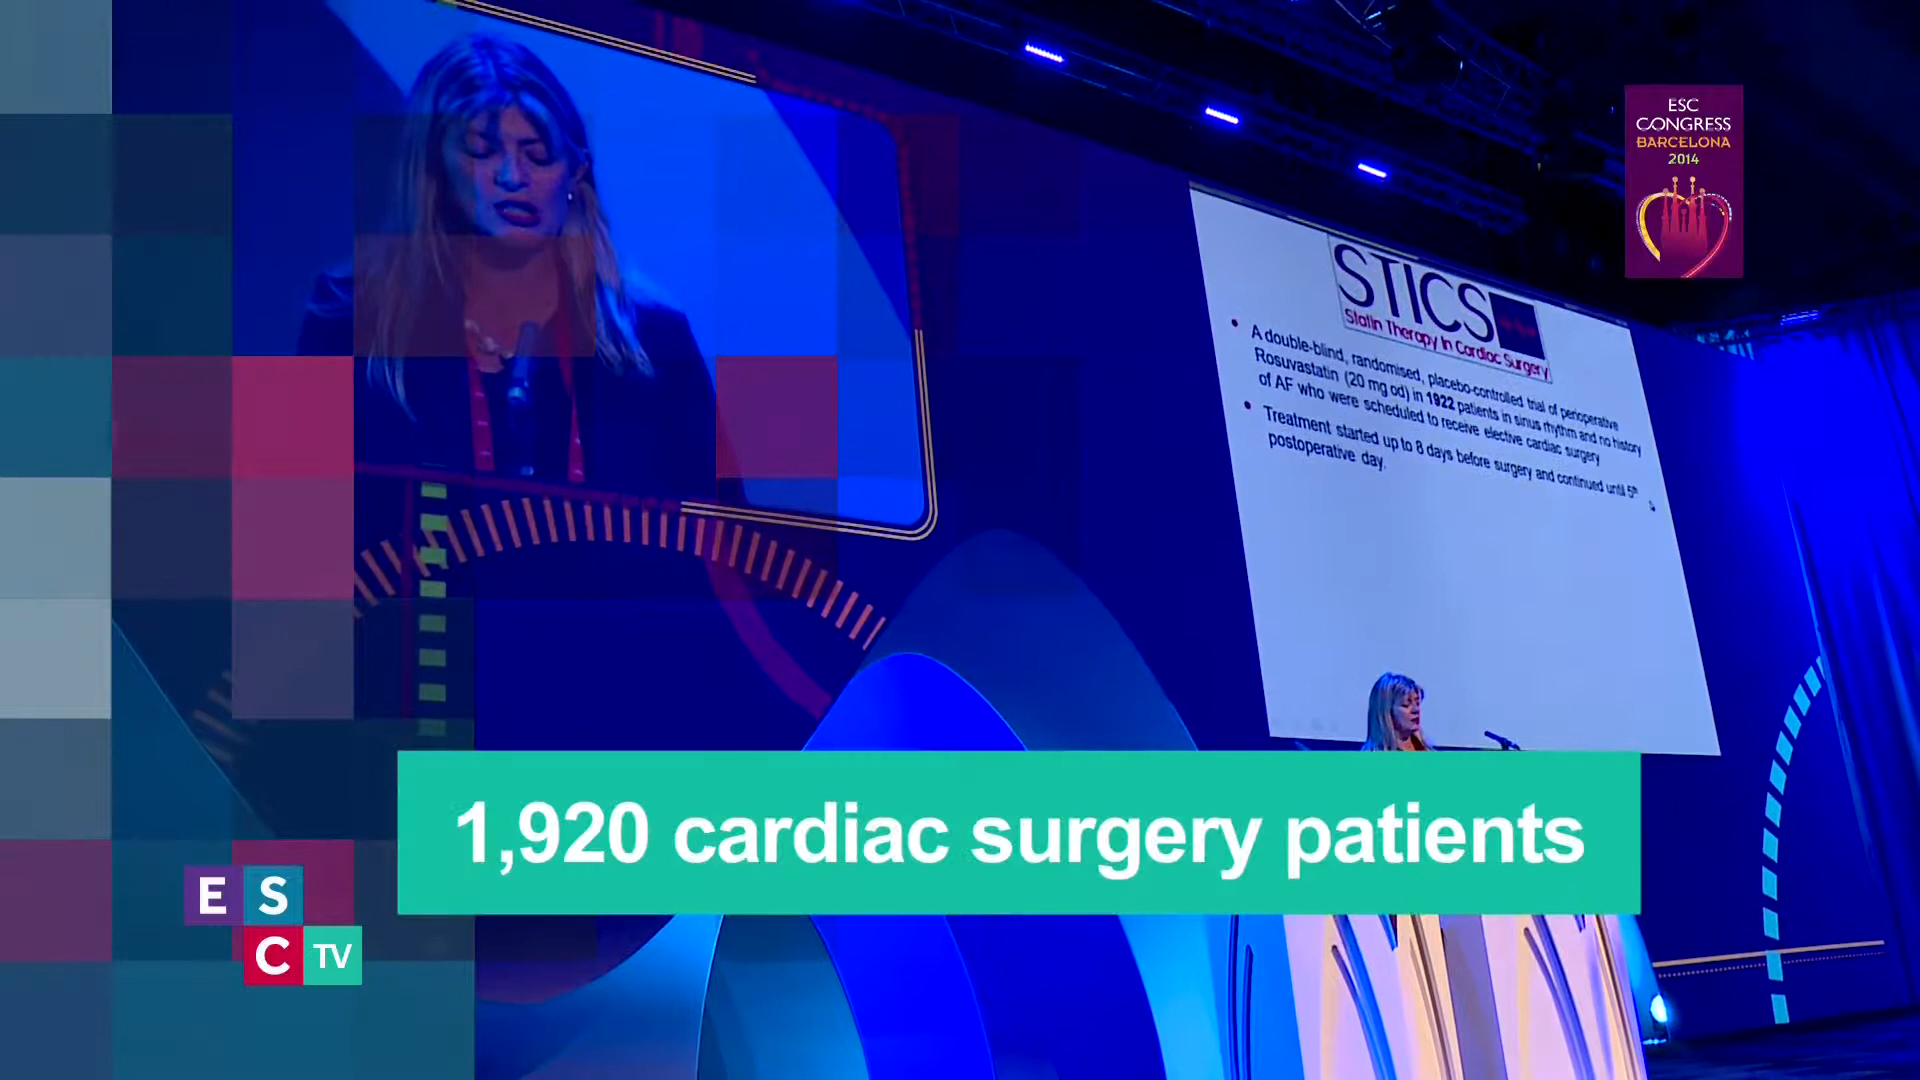 ESC
CONGRESS
BARCELONA
2014
STICS
Statin Therapy In Cardiac Surgery
• A double-blind, randomised, placebo-controlled trial of perioperative
Rosuvastatin (20 mg od) in 1922 patients in sinus rhythm and no history
of AF who were scheduled to receive elective cardiac surgery
• Treatment started up to 8 days before surgery and continued until 5th
postoperative day.
1,920 cardiac surgery patients
E S
C TV